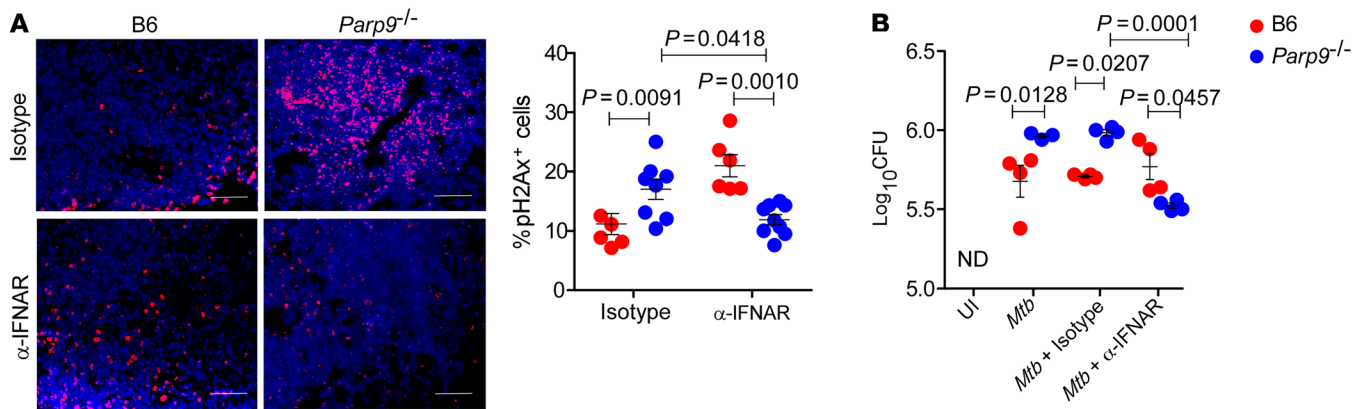 A
B6
Parp9-/-
Isotype
α-IFNAR
%pH2Ax+ cells
40
30
20
10
0
P = 0.0418
P = 0.0091
P = 0.0010
Isotype
α-IFNAR
B
B6
Parp9-/-
Log10CFU
6.5
6.0
5.5
5.0
P = 0.0001
P = 0.0207
P = 0.0128
P = 0.0457
ND
UI
Mtb
Mtb + Isotype
Mtb + α-IFNAR